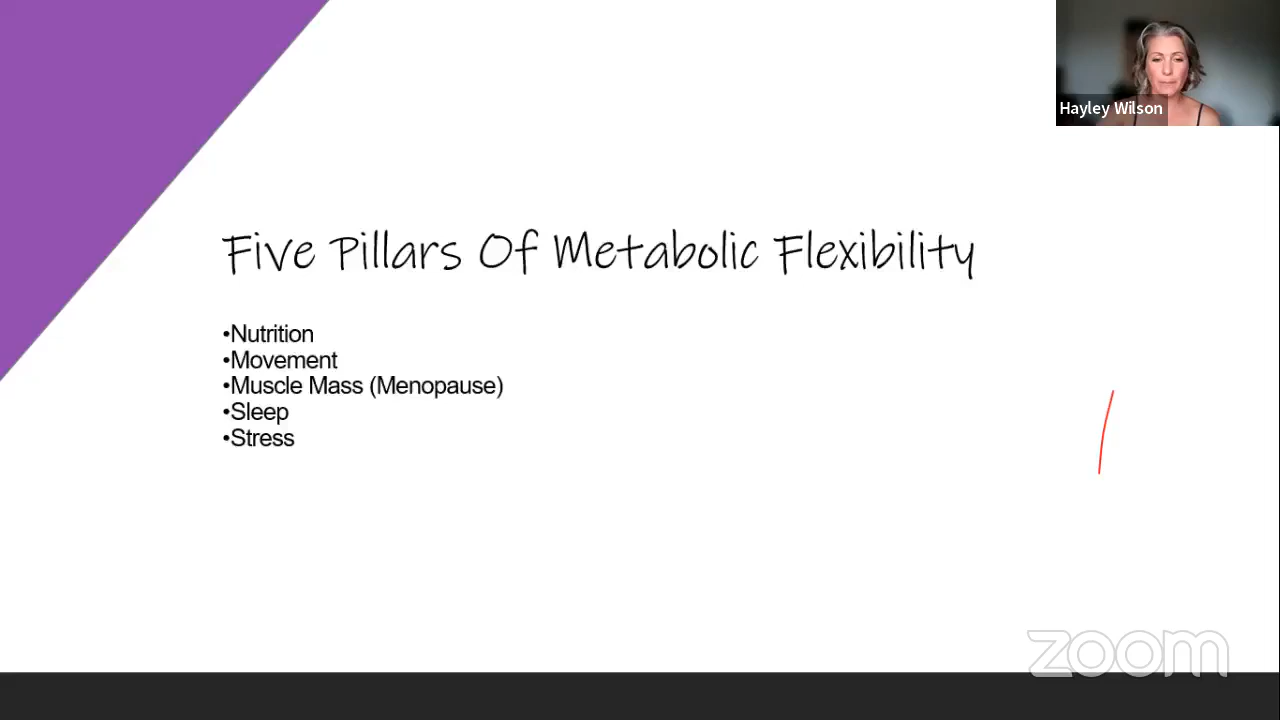 Hayley Wilson
Five Pillars Of Metabolic Flexibility
•Nutrition
•Movement
•Muscle Mass (Menopause)
•Sleep
•Stress
zoom